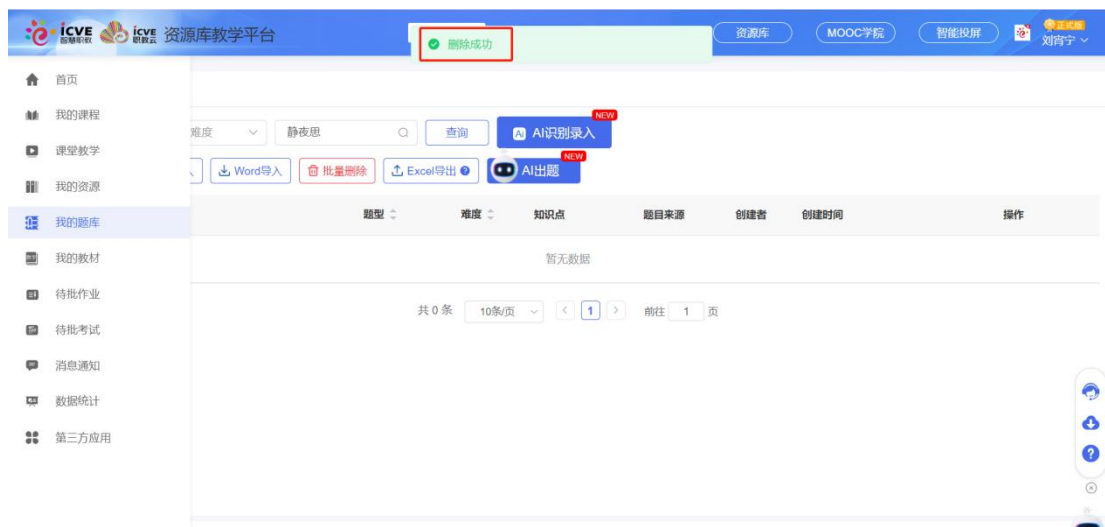 icve 智慧职教 icve 职教云 资源库教学平台
删除成功
资源库 MOOC学院 智能投屏 正式版 刘宵宁
首页
我的课程
课堂教学
我的资源
我的题库
我的教材
待批作业
待批考试
消息通知
数据统计
第三方应用
难度 静夜思 查询 Ai AI识别录入 NEW
Word导入 批量删除 Excel导出 ? AI出题 NEW
题型 难度 知识点 题目来源 创建者 创建时间 操作
暂无数据
共 0 条 10条/页 < 1 > 前往 1 页